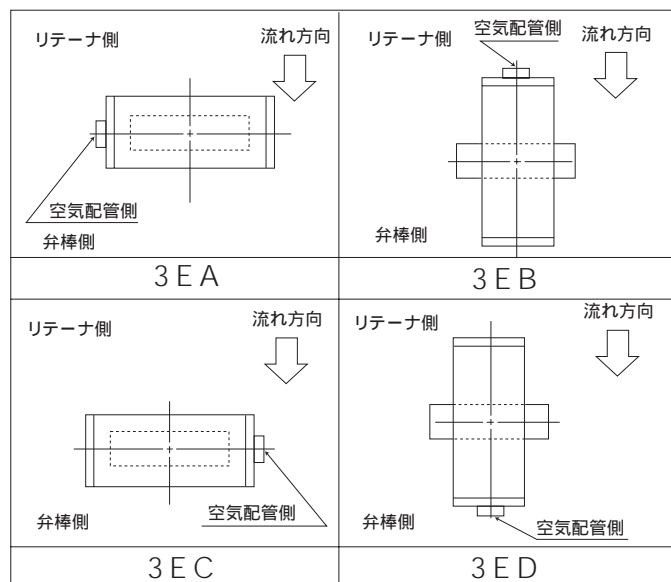 リテーナ側
流れ方向
空気配管側
弁棒側
3EA
空気配管側
リテーナ側
流れ方向
弁棒側
3EB
リテーナ側
流れ方向
空気配管側
弁棒側
3EC
リテーナ側
流れ方向
弁棒側
空気配管側
3ED